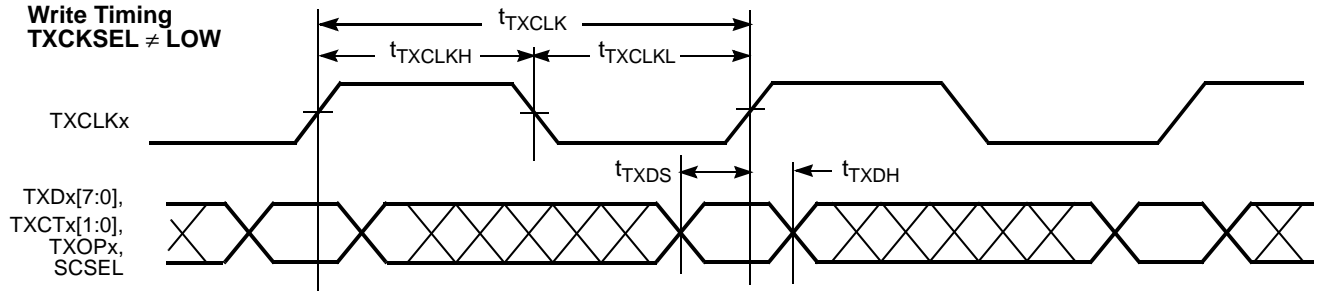 Write Timing
TXCKSEL ≠ LOW
tTXCLK
tTXCLKH
tTXCLKL
TXCLKx
tTXDS
tTXDH
TXDx[7:0],
TXCTx[1:0],
TXOPx,
SCSEL